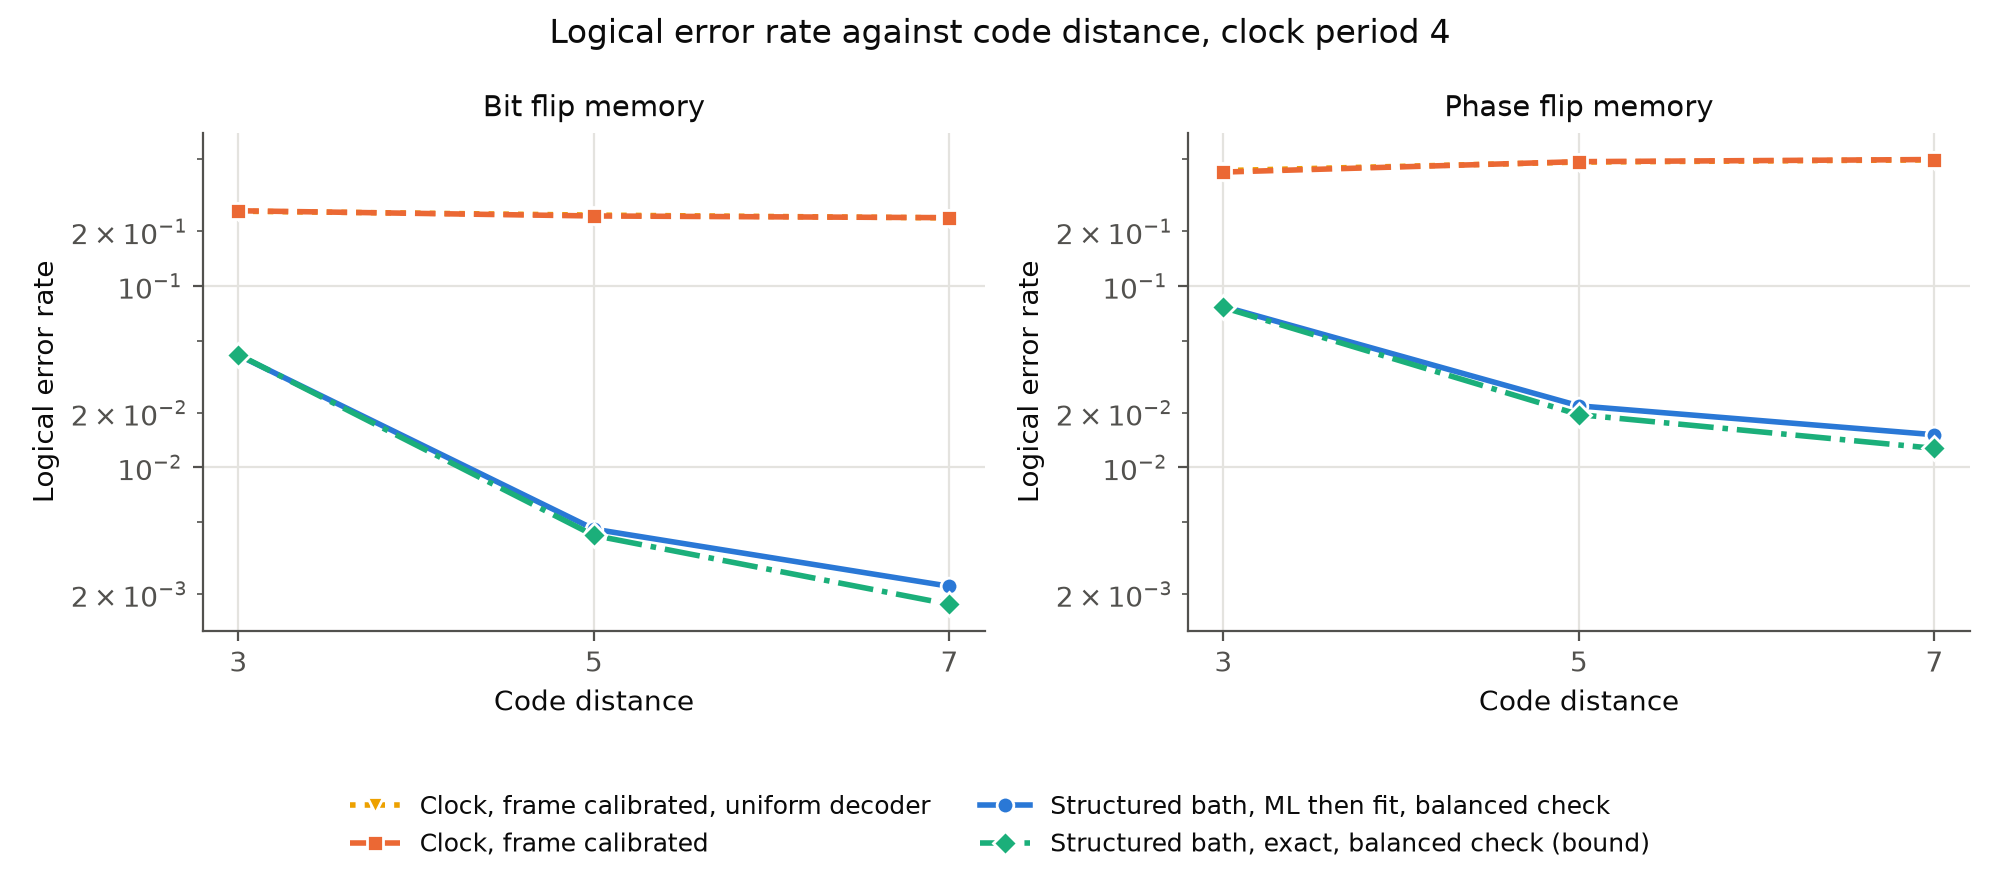 Logical error rate against code distance, clock period 4
Bit flip memory
Logical error rate
2 × 10⁻¹
10⁻¹
2 × 10⁻²
10⁻²
2 × 10⁻³
3 5 7
Code distance
Phase flip memory
Logical error rate
2 × 10⁻¹
10⁻¹
2 × 10⁻²
10⁻²
2 × 10⁻³
3 5 7
Code distance
Clock, frame calibrated, uniform decoder
Clock, frame calibrated
Structured bath, ML then fit, balanced check
Structured bath, exact, balanced check (bound)